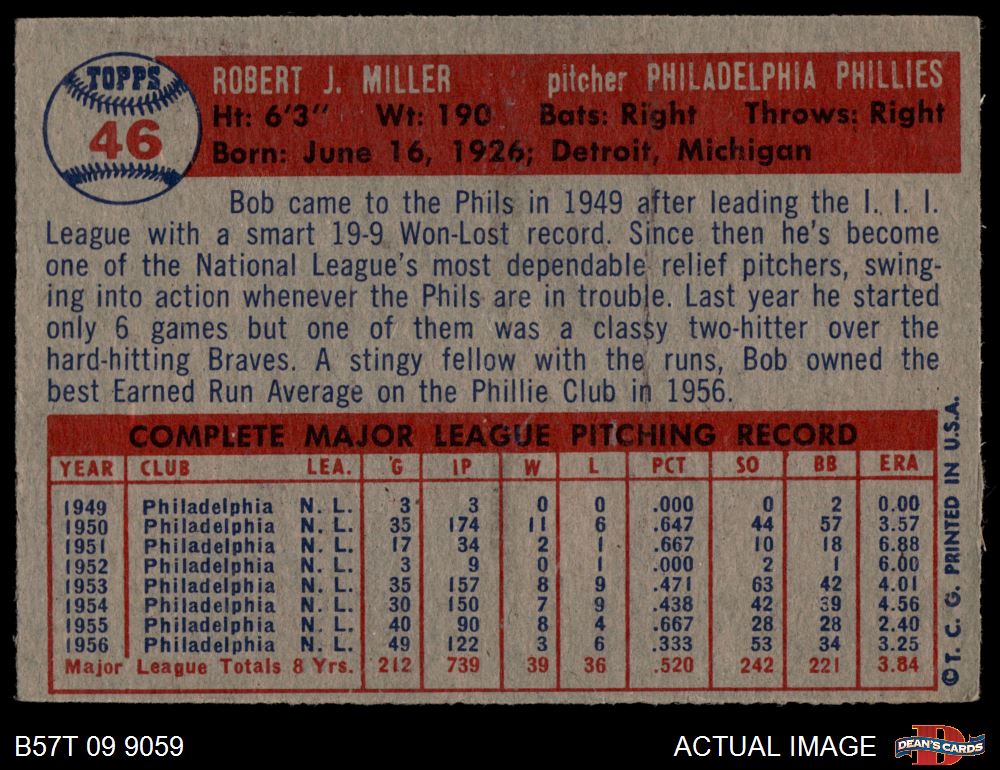 TOPPS
46
ROBERT J. MILLER pitcher PHILADELPHIA PHILLIES
Ht: 6'3" Wt: 190 Bats: Right Throws: Right
Born: June 16, 1926; Detroit, Michigan
Bob came to the Phils in 1949 after leading the I. I. I.
League with a smart 19-9 Won-Lost record. Since then he's become
one of the National League's most dependable relief pitchers, swing-
ing into action whenever the Phils are in trouble. Last year he started
only 6 games but one of them was a classy two-hitter over the
hard-hitting Braves. A stingy fellow with the runs, Bob owned the
best Earned Run Average on the Phillie Club in 1956.
COMPLETE MAJOR LEAGUE PITCHING RECORD
YEAR CLUB LEA. G IP W L PCT SO BB ERA
1949 Philadelphia N. L. 3 3 0 0 .000 0 2 0.00
1950 Philadelphia N. L. 35 174 11 6 .647 44 57 3.57
1951 Philadelphia N. L. 17 34 2 1 .667 10 18 6.88
1952 Philadelphia N. L. 3 9 0 1 .000 2 1 6.00
1953 Philadelphia N. L. 35 157 8 9 .471 63 42 4.01
1954 Philadelphia N. L. 30 150 7 9 .438 42 39 4.56
1955 Philadelphia N. L. 40 90 8 4 .667 28 28 2.40
1956 Philadelphia N. L. 49 122 3 6 .333 53 34 3.25
Major League Totals 8 Yrs. 212 739 39 36 .520 242 221 3.84
©T. C. G. PRINTED IN U.S.A.
B57T 09 9059
ACTUAL IMAGE
D
DEAN'S CARDS